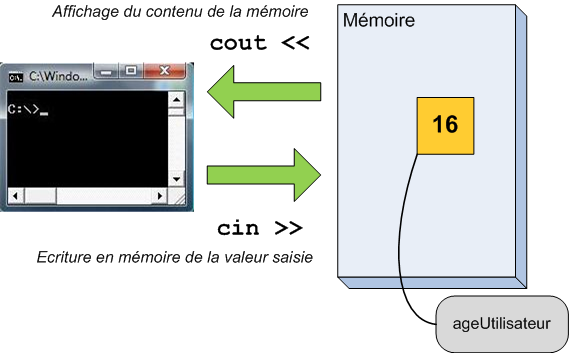 Affichage du contenu de la mémoire
cout <<
Mémoire
C:\Windo...
C:\>_
16
cin >>
Ecriture en mémoire de la valeur saisie
ageUtilisateur